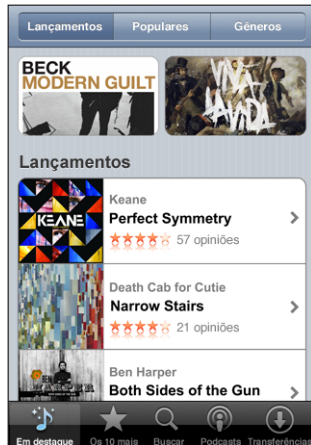 Lançamentos Populares Gêneros
BECK
MODERN GUILT
VIVA
LA VIDA
Lançamentos
KEANE
Keane
Perfect Symmetry
57 opiniões
Death Cab for Cutie
Narrow Stairs
21 opiniões
Ben Harper
Both Sides of the Gun
Em destaque Os 10 mais Buscar Podcasts Transferências